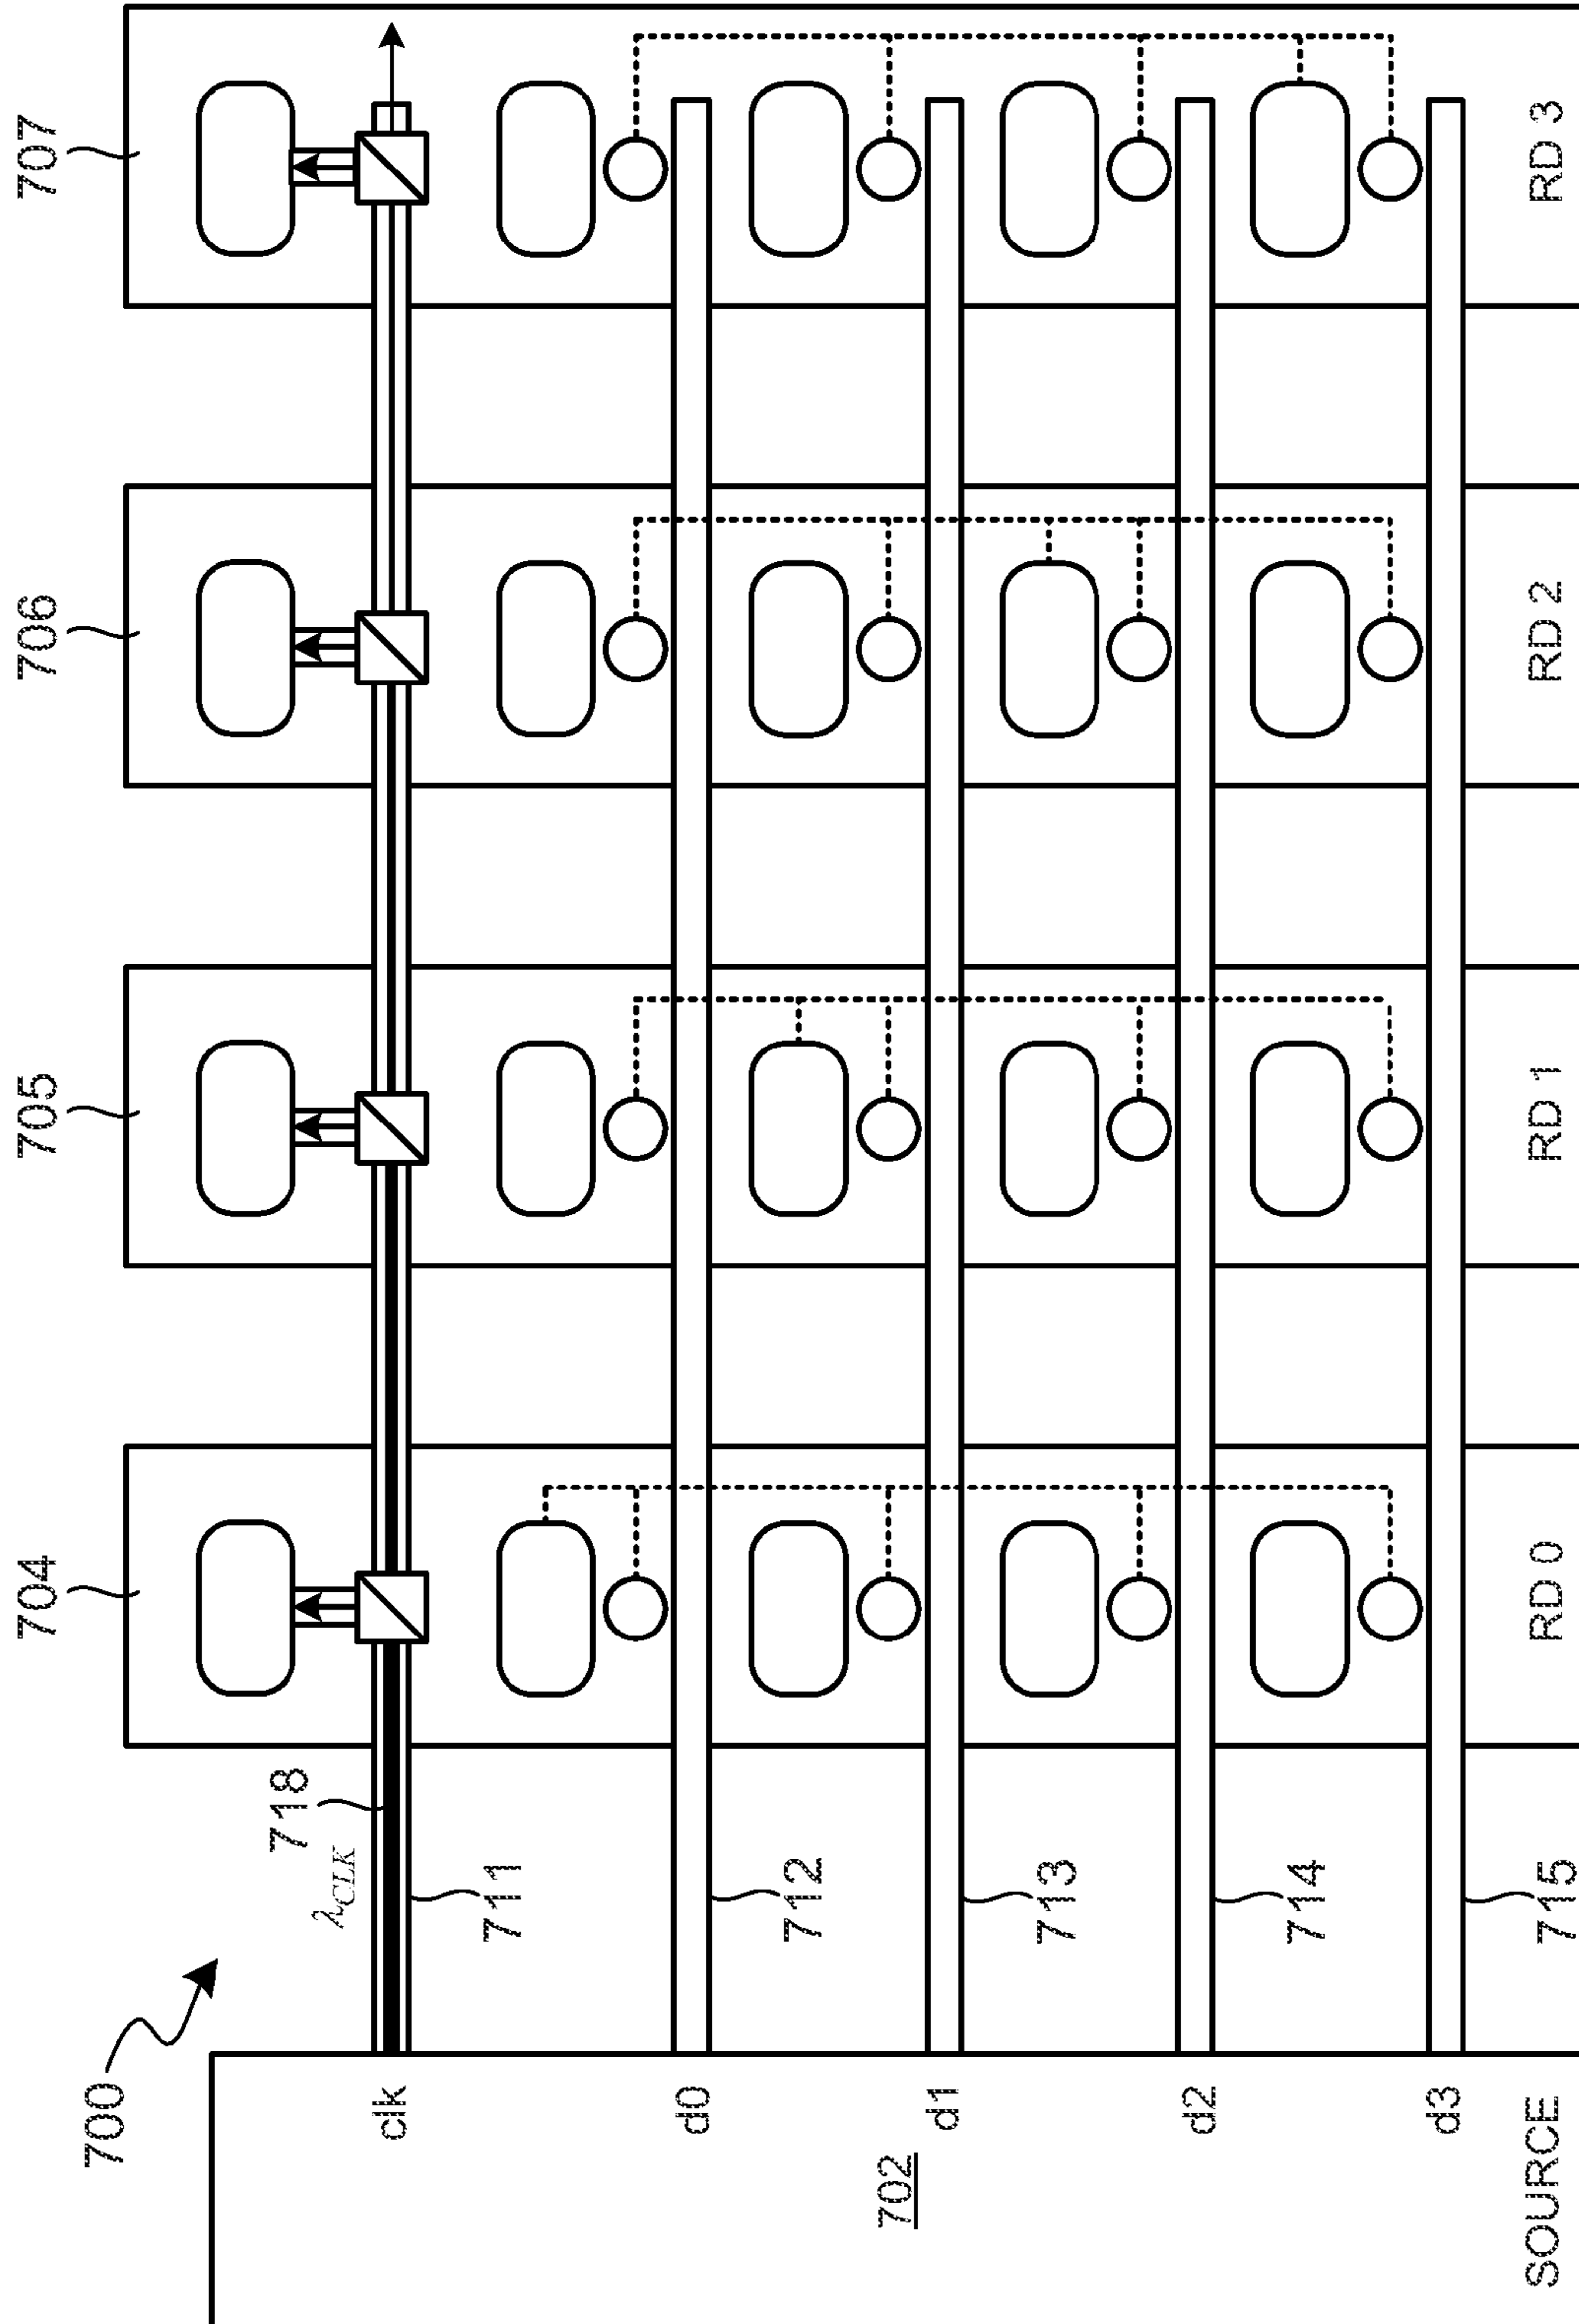 700
702
SOURCE
clk
d0
d1
d2
d3
λCLK
718
711
712
713
714
715
704
705
706
707
RD 0
RD 1
RD 2
RD 3